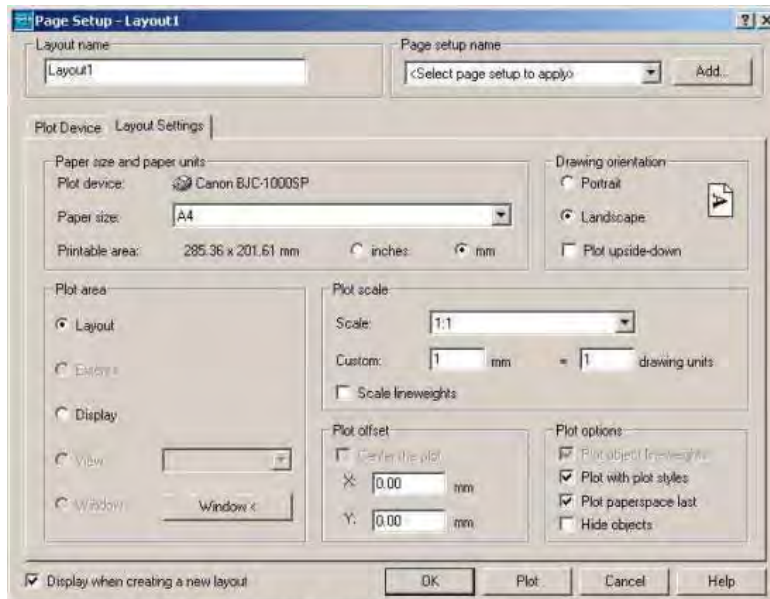 Page Setup - Layout1
Layout name
Layout1
Page setup name
<Select page setup to apply>
Add...
Plot Device
Layout Settings
Paper size and paper units
Plot device: Canon BJC-1000SP
Paper size: A4
Printable area: 285.36 x 201.61 mm inches mm
Drawing orientation
Portrait
A
Landscape
Plot upside-down
Plot area
Layout
Extents
Display
View
Window
Window <
Plot scale
Scale: 1:1
Custom: 1 mm = 1 drawing units
Scale lineweights
Plot offset
Center the plot
X: 0.00 mm
Y: 0.00 mm
Plot options
Plot object lineweights
Plot with plot styles
Plot paperspace last
Hide objects
Display when creating a new layout
OK
Plot
Cancel
Help